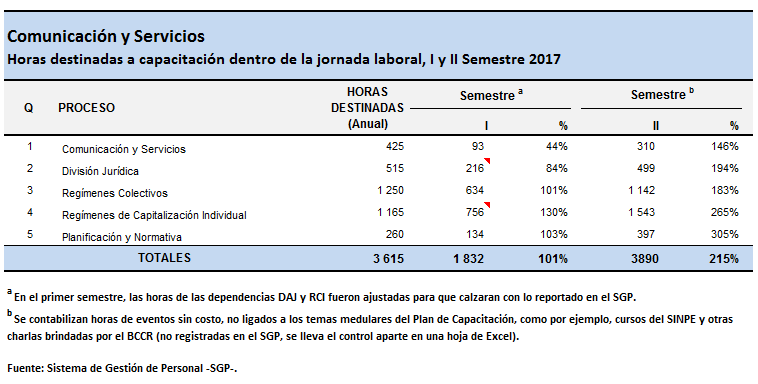 Comunicación y Servicios
Horas destinadas a capacitación dentro de la jornada laboral, I y II Semestre 2017
Q PROCESO HORAS DESTINADAS (Anual) Semestre a Semestre b
I % II %
1 Comunicación y Servicios 425 93 44% 310 146%
2 División Jurídica 515 216 84% 499 194%
3 Regímenes Colectivos 1 250 634 101% 1 142 183%
4 Regímenes de Capitalización Individual 1 165 756 130% 1 543 265%
5 Planificación y Normativa 260 134 103% 397 305%
TOTALES 3 615 1 832 101% 3890 215%
a En el primer semestre, las horas de las dependencias DAJ y RCI fueron ajustadas para que calzaran con lo reportado en el SGP.
b Se contabilizan horas de eventos sin costo, no ligados a los temas medulares del Plan de Capacitación, como por ejemplo, cursos del SINPE y otras
charlas brindadas por el BCCR (no registradas en el SGP, se lleva el control aparte en una hoja de Excel).
Fuente: Sistema de Gestión de Personal -SGP-.